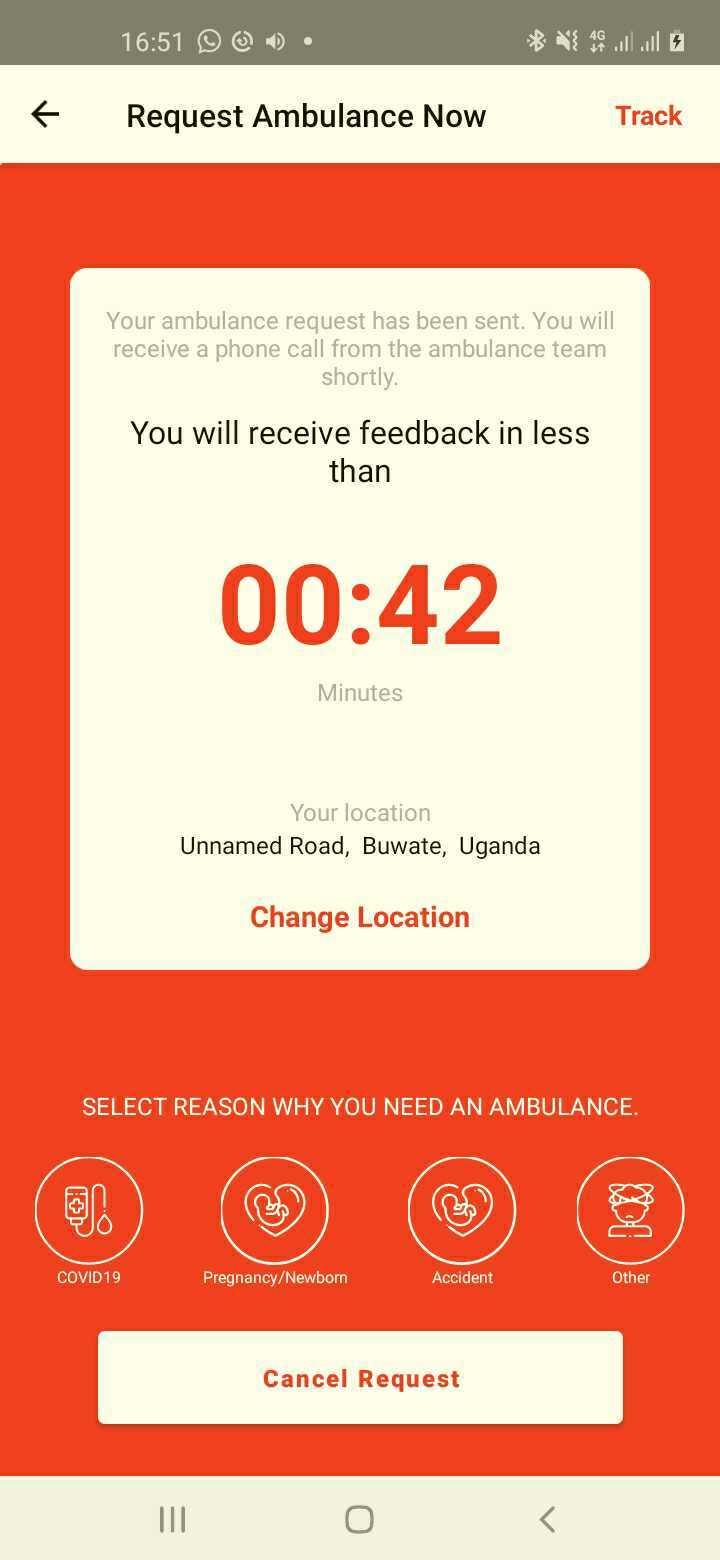 16:51
4G
Request Ambulance Now
Track
Your ambulance request has been sent. You will
receive a phone call from the ambulance team
shortly.
You will receive feedback in less
than
00:42
Minutes
Your location
Unnamed Road, Buwate, Uganda
Change Location
SELECT REASON WHY YOU NEED AN AMBULANCE.
COVID19
Pregnancy/Newborn
Accident
Other
Cancel Request